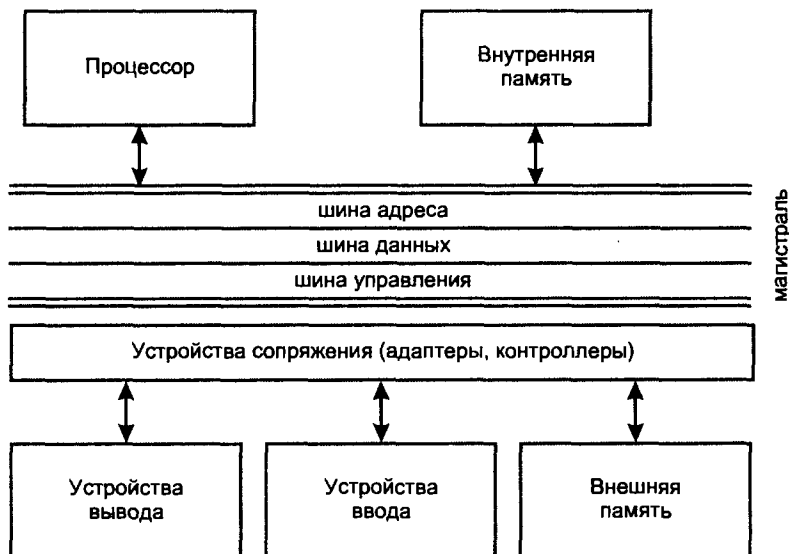 Процессор
Внутренняя
память
шина адреса
шина данных
шина управления
магистраль
Устройства сопряжения (адаптеры, контроллеры)
Устройства
вывода
Устройства
ввода
Внешняя
память